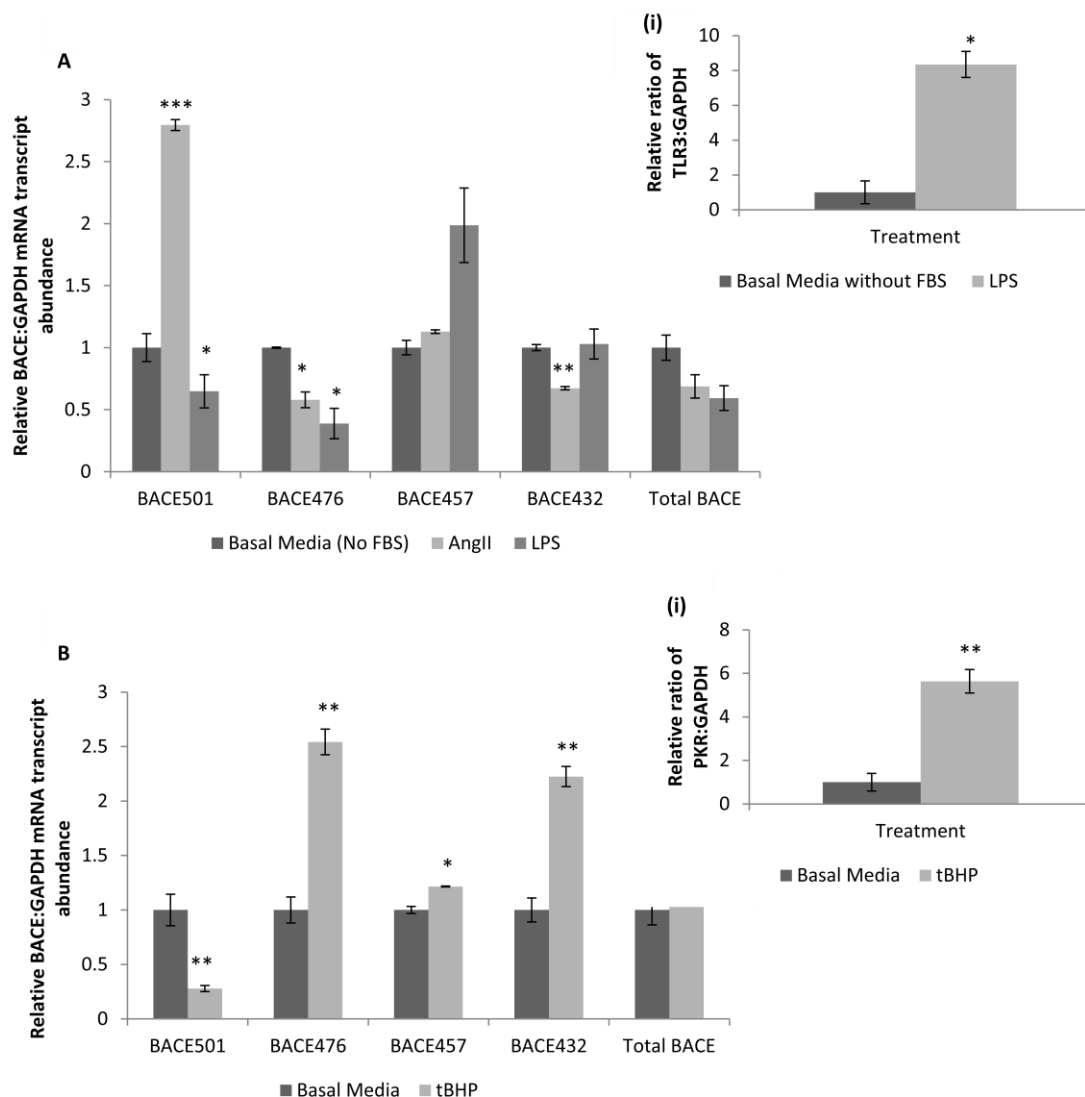 A
Relative BACE:GAPDH mRNA transcript
abundance
3
2.5
2
1.5
1
0.5
0
***
*
*
*
**
BACE501 BACE476 BACE457 BACE432 Total BACE
Basal Media (No FBS) AngII LPS
(i)
Relative ratio of
TLR3:GAPDH
10
8
6
4
2
0
*
Treatment
Basal Media without FBS LPS
B
Relative BACE:GAPDH mRNA transcript
abundance
3
2.5
2
1.5
1
0.5
0
**
**
*
**
BACE501 BACE476 BACE457 BACE432 Total BACE
Basal Media tBHP
(i)
Relative ratio of
PKR:GAPDH
8
6
4
2
0
**
Treatment
Basal Media tBHP